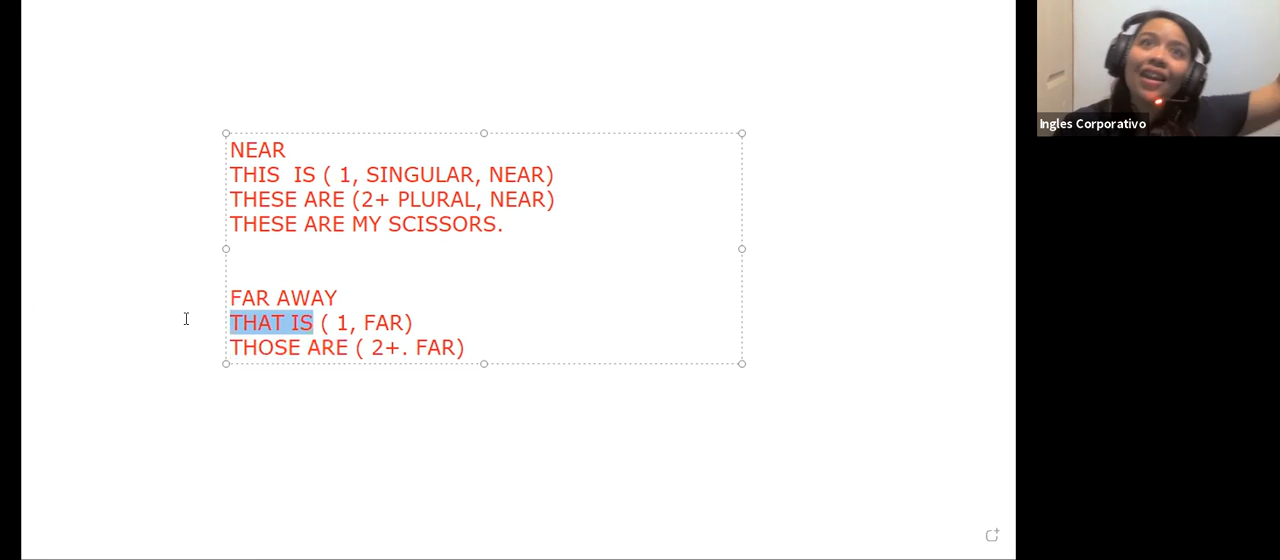 NEAR
THIS  IS ( 1, SINGULAR, NEAR)
THESE ARE (2+ PLURAL, NEAR)
THESE ARE MY SCISSORS.
FAR AWAY
THAT IS ( 1, FAR)
THOSE ARE ( 2+. FAR)
Ingles Corporativo